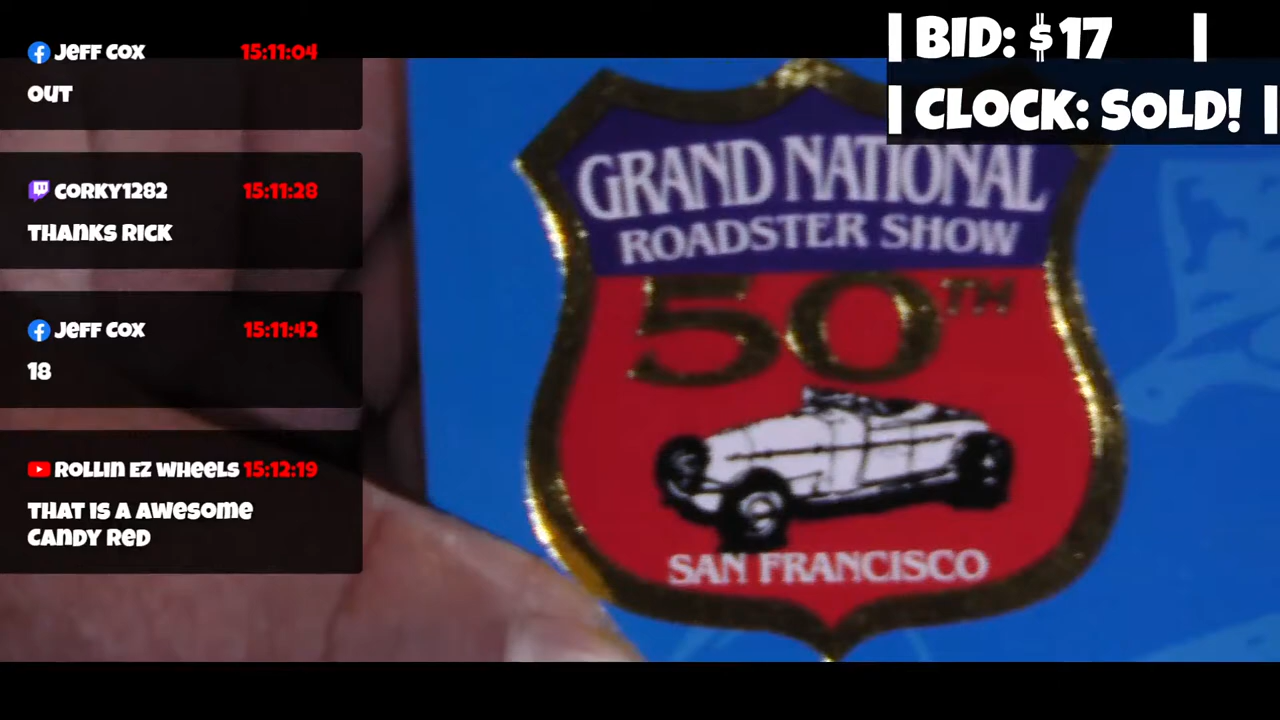 JEFF COX 15:11:04
OUT
CORKY1282 15:11:28
THANKS RICK
JEFF COX 15:11:42
18
ROLLIN EZ WHEELS 15:12:19
THAT IS A AWESOME
CANDY RED
| BID: $17 |
| CLOCK: SOLD! |
GRAND NATIONAL
ROADSTER SHOW
50TH
SAN FRANCISCO